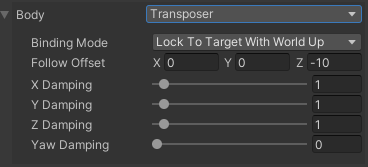 Body Transposer
Binding Mode Lock To Target With World Up
Follow Offset X 0 Y 0 Z -10
X Damping 1
Y Damping 1
Z Damping 1
Yaw Damping 0